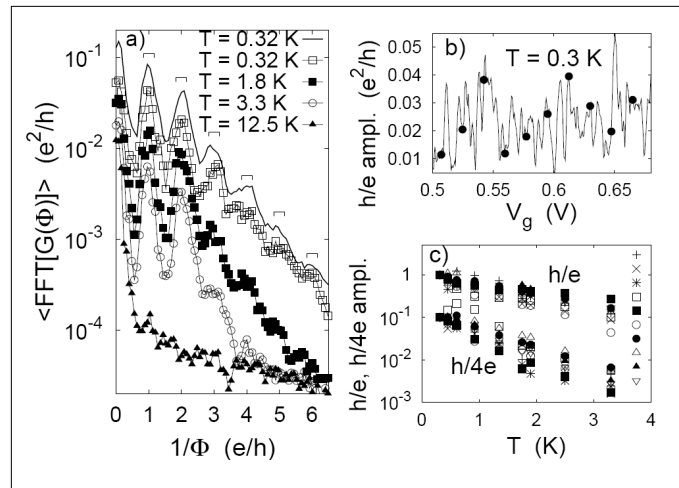 a)
T = 0.32 K
T = 0.32 K
T = 1.8 K
T = 3.3 K
T = 12.5 K
<FFT[G(Φ)]> (e²/h)
10⁻¹
10⁻²
10⁻³
10⁻⁴
0 1 2 3 4 5 6
1/Φ (e/h)
b)
T = 0.3 K
h/e ampl. (e²/h)
0.05
0.04
0.03
0.02
0.01
0.50 0.55 0.60 0.65
V_g (V)
c)
h/e
h/4e
h/e, h/4e ampl.
1
10⁻¹
10⁻²
10⁻³
0 1 2 3 4
T (K)